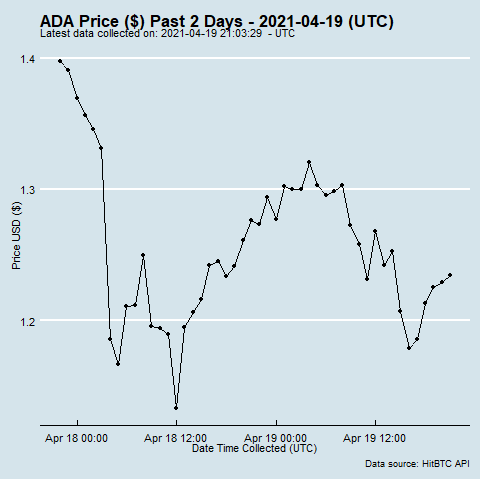 ADA Price ($) Past 2 Days - 2021-04-19 (UTC)
Latest data collected on: 2021-04-19 21:03:29  - UTC
1.4
1.3
1.2
Price USD ($)
Apr 18 00:00
Apr 18 12:00
Apr 19 00:00
Apr 19 12:00
Date Time Collected (UTC)
Data source: HitBTC API